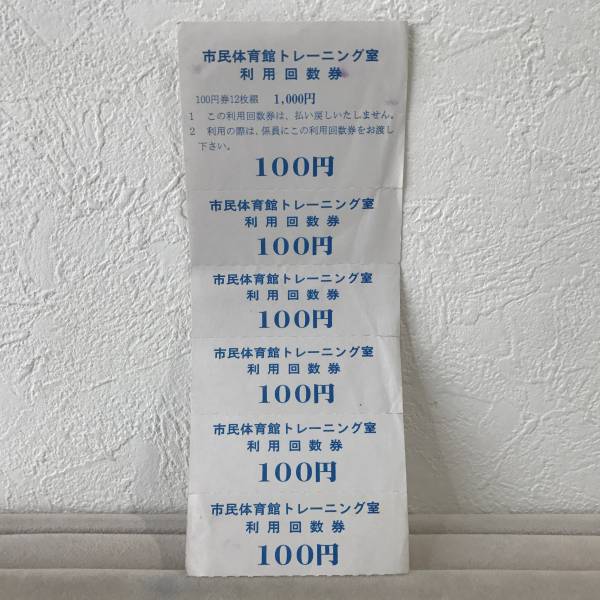 市民体育館トレーニング室
利用回数券
100円券12枚綴 1,000円
1 この利用回数券は、払い戻しいたしません。
2 利用の際は、係員にこの利用回数券をお渡し
下さい。
100円
市民体育館トレーニング室
利用回数券
100円
市民体育館トレーニング室
利用回数券
100円
市民体育館トレーニング室
利用回数券
100円
市民体育館トレーニング室
利用回数券
100円
市民体育館トレーニング室
利用回数券
100円